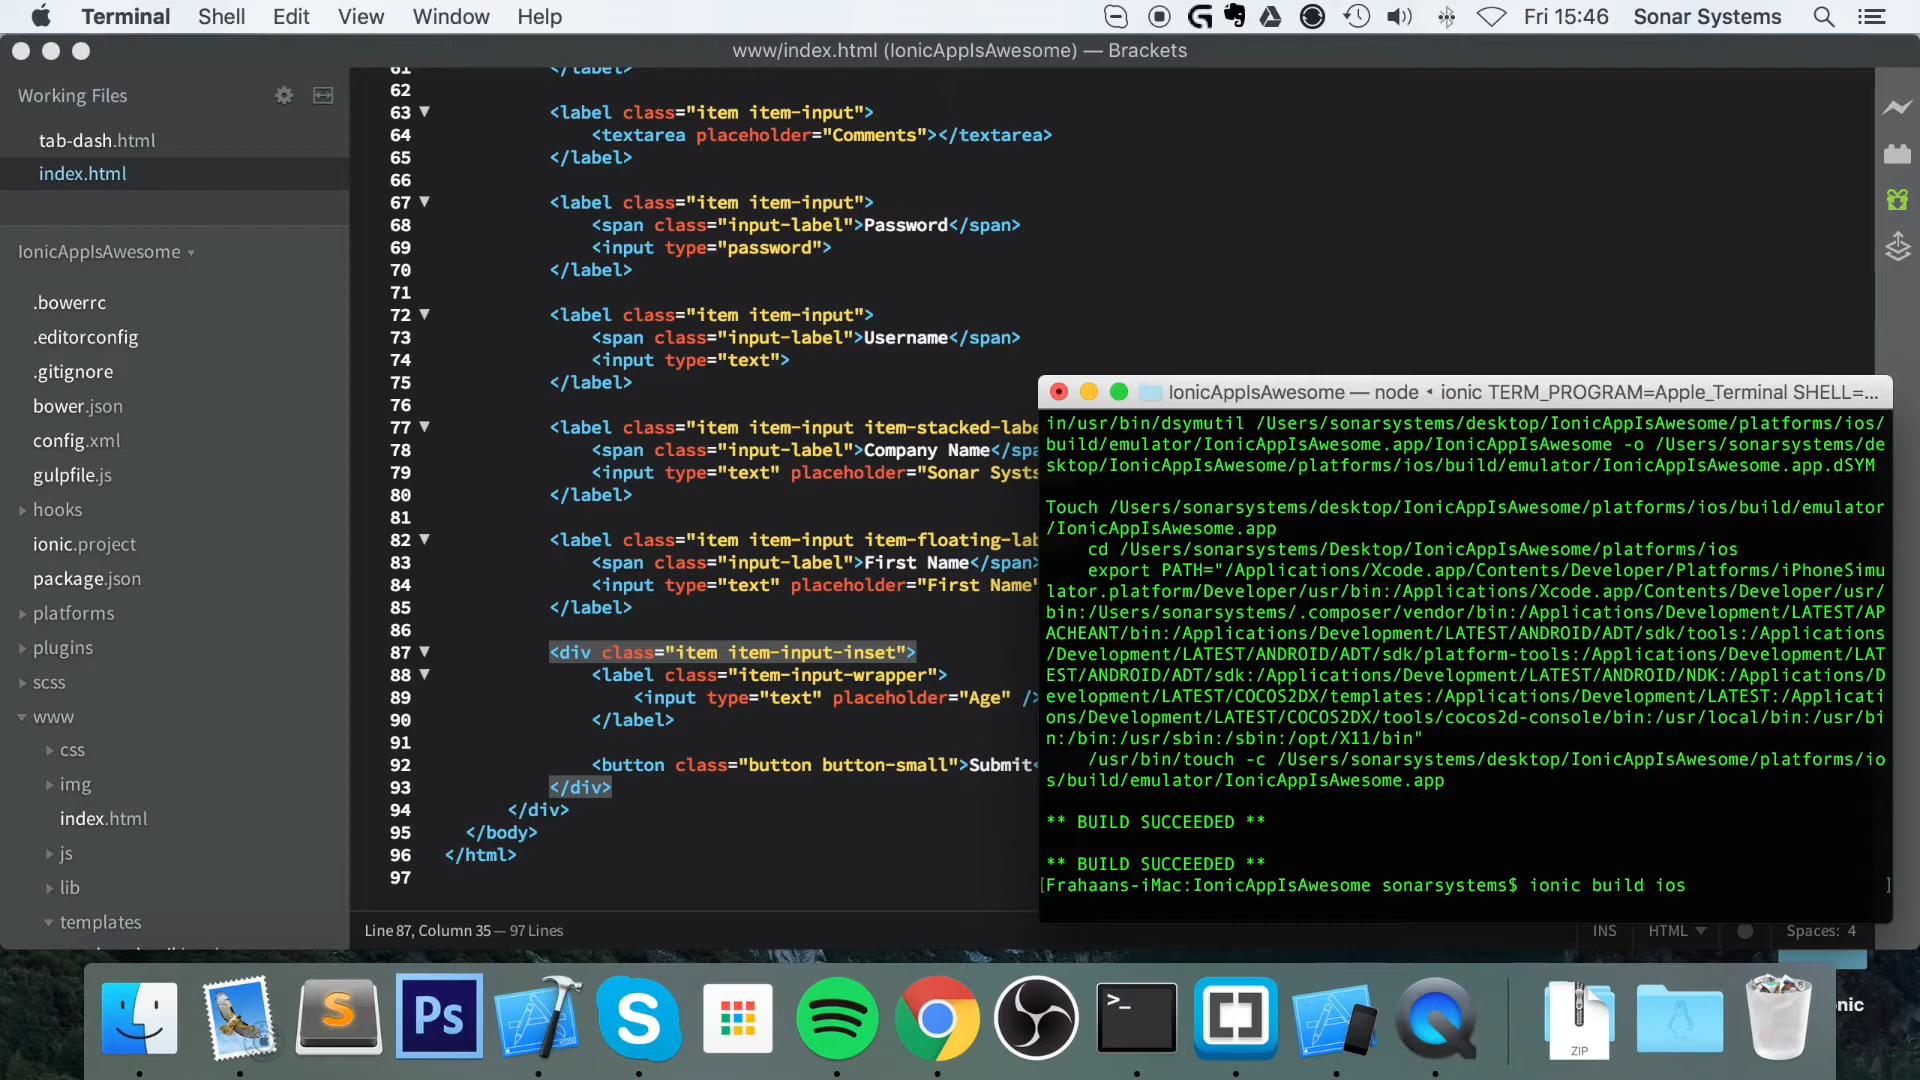 Terminal Shell Edit View Window Help
Fri 15:46 Sonar Systems
www/index.html (IonicAppIsAwesome) — Brackets
Working Files
tab-dash.html
index.html
IonicAppIsAwesome
.bowerrc
.editorconfig
.gitignore
bower.json
config.xml
gulpfile.js
hooks
ionic.project
package.json
platforms
plugins
scss
www
css
img
index.html
js
lib
templates
61 </label>
62
63 <label class="item item-input">
64 <textarea placeholder="Comments"></textarea>
65 </label>
66
67 <label class="item item-input">
68 <span class="input-label">Password</span>
69 <input type="password">
70 </label>
71
72 <label class="item item-input">
73 <span class="input-label">Username</span>
74 <input type="text">
75 </label>
76
77 <label class="item item-input item-stacked-labe
78 <span class="input-label">Company Name</spa
79 <input type="text" placeholder="Sonar Systs
80 </label>
81
82 <label class="item item-input item-floating-lab
83 <span class="input-label">First Name</span>
84 <input type="text" placeholder="First Name"
85 </label>
86
87 <div class="item item-input-inset">
88 <label class="item-input-wrapper">
89 <input type="text" placeholder="Age" />
90 </label>
91
92 <button class="button button-small">Submit<
93 </div>
94 </div>
95 </body>
96 </html>
97
Line 87, Column 35 — 97 Lines
INS HTML Spaces: 4
IonicAppIsAwesome — node • ionic TERM_PROGRAM=Apple_Terminal SHELL=...
in/usr/bin/dsymutil /Users/sonarsystems/desktop/IonicAppIsAwesome/platforms/ios/
build/emulator/IonicAppIsAwesome.app/IonicAppIsAwesome -o /Users/sonarsystems/de
sktop/IonicAppIsAwesome/platforms/ios/build/emulator/IonicAppIsAwesome.app.dSYM
Touch /Users/sonarsystems/desktop/IonicAppIsAwesome/platforms/ios/build/emulator
/IonicAppIsAwesome.app
cd /Users/sonarsystems/Desktop/IonicAppIsAwesome/platforms/ios
export PATH="/Applications/Xcode.app/Contents/Developer/Platforms/iPhoneSimu
lator.platform/Developer/usr/bin:/Applications/Xcode.app/Contents/Developer/usr/
bin:/Users/sonarsystems/.composer/vendor/bin:/Applications/Development/LATEST/AP
ACHEANT/bin:/Applications/Development/LATEST/ANDROID/ADT/sdk/tools:/Applications
/Development/LATEST/ANDROID/ADT/sdk/platform-tools:/Applications/Development/LAT
EST/ANDROID/ADT/sdk:/Applications/Development/LATEST/ANDROID/NDK:/Applications/D
evelopment/LATEST/COCOS2DX/templates:/Applications/Development/LATEST:/Applicati
ons/Development/LATEST/COCOS2DX/tools/cocos2d-console/bin:/usr/local/bin:/usr/bi
n:/bin:/usr/sbin:/sbin:/opt/X11/bin"
/usr/bin/touch -c /Users/sonarsystems/desktop/IonicAppIsAwesome/platforms/io
s/build/emulator/IonicAppIsAwesome.app
** BUILD SUCCEEDED **
** BUILD SUCCEEDED **
[Frahaans-iMac:IonicAppIsAwesome sonarsystems$ ionic build ios ]
Ps
ZIP
nic